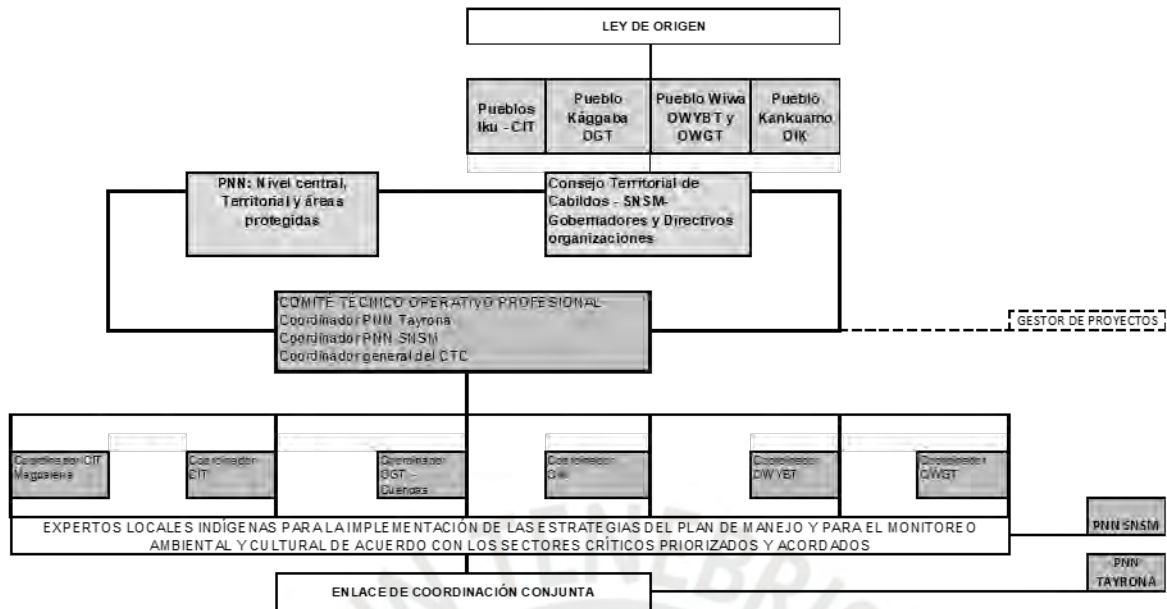 LEY DE ORIGEN
Pueblos
Iku - CIT
Pueblo
Kággaba
OGT
Pueblo Wiwa
OWYBT y
OWGT
Pueblo
Kankuamo
OIK
PNN: Nivel central,
Territorial y áreas
protegidas
Consejo Territorial de
Cabildos - SNSM-
Gobernadores y Directivos
organizaciones
COMITÉ TÉCNICO OPERATIVO PROFESIONAL
Coordinador PNN Tayrona
Coordinador PNN SNSM
Coordinador general del CTC
GESTOR DE PROYECTOS
Coordinador CIT
Magdalena
Coordinador
CIT
Coordinador
OGT -
Cuencas
Coordinador
OIK
Coordinador
OWYBT
Coordinador
OWGT
EXPERTOS LOCALES INDÍGENAS PARA LA IMPLEMENTACIÓN DE LAS ESTRATEGIAS DEL PLAN DE MANEJO Y PARA EL MONITOREO
AMBIENTAL Y CULTURAL DE ACUERDO CON LOS SECTORES CRÍTICOS PRIORIZADOS Y ACORDADOS
PNN SNSM
PNN
TAYRONA
ENLACE DE COORDINACIÓN CONJUNTA
IN TENEBRIS